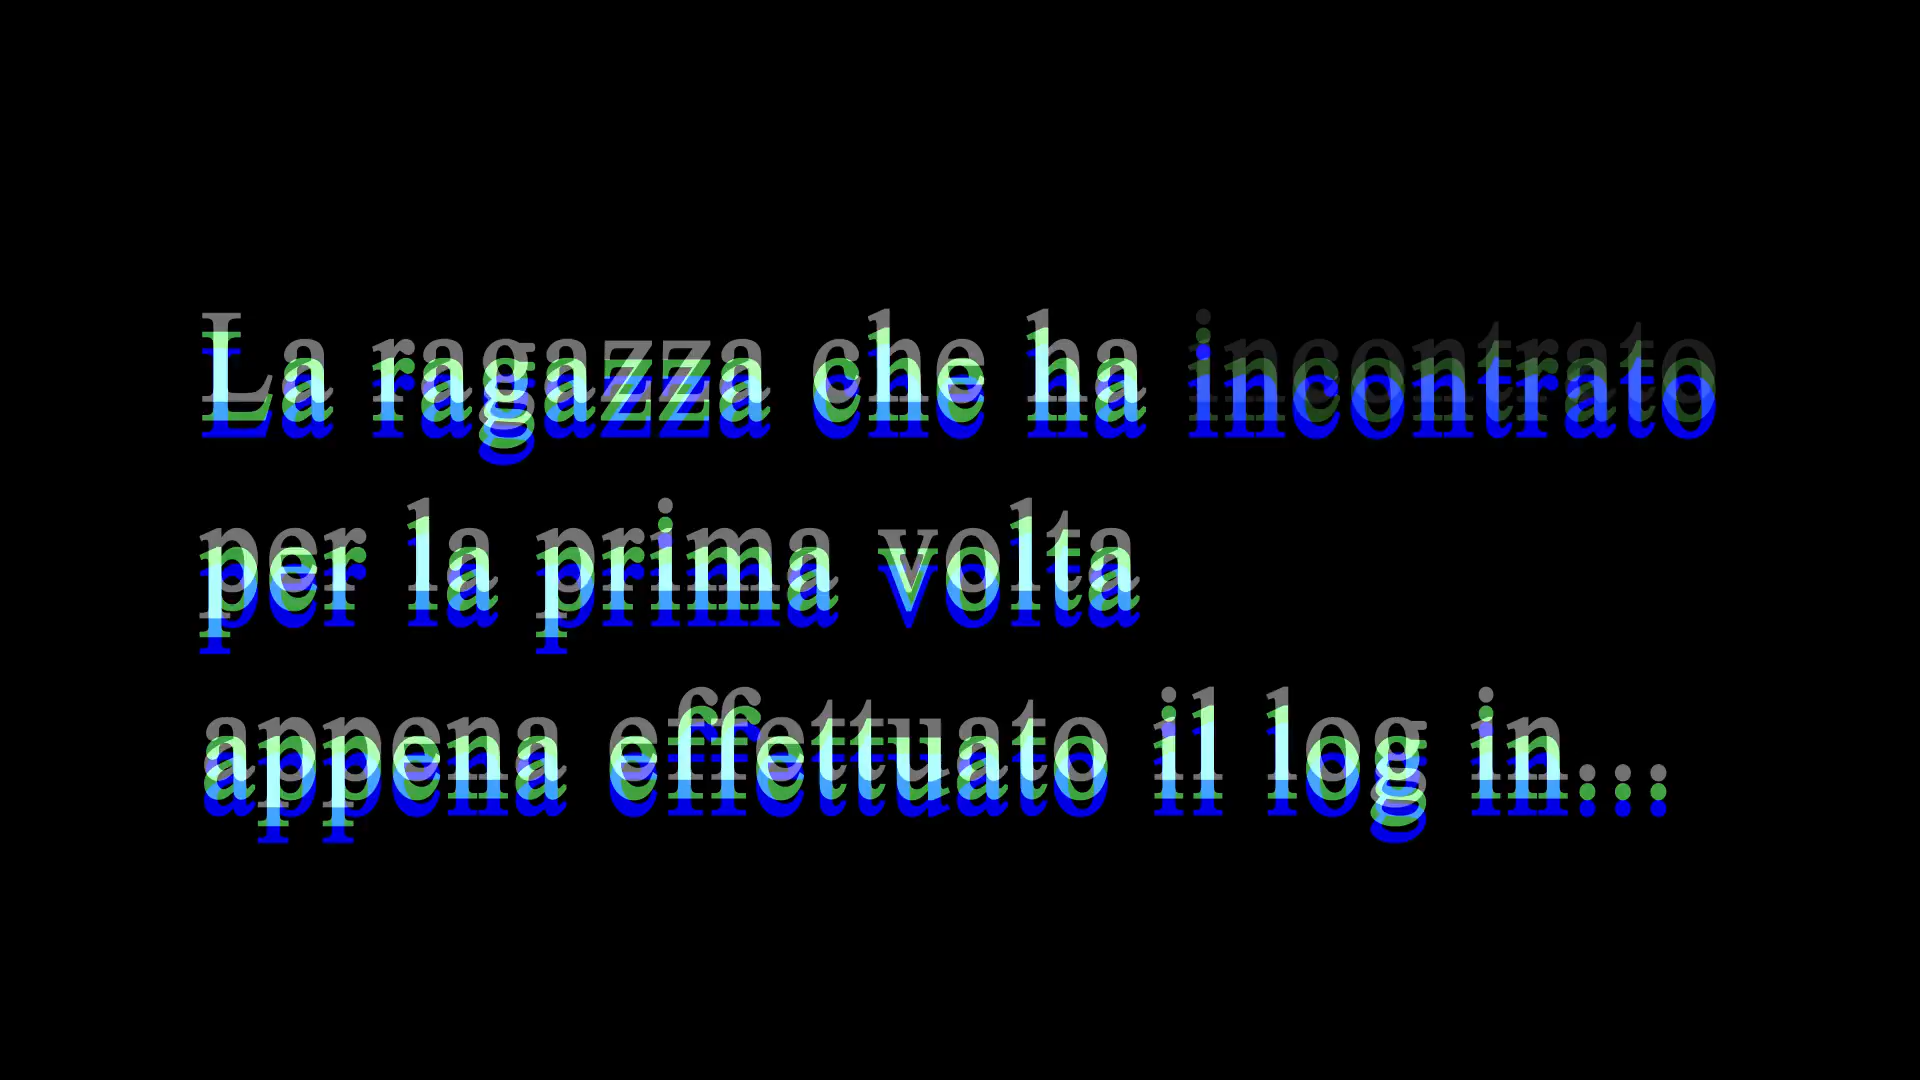 La ragazza che ha incontrato
per la prima volta
appena effettuato il log in...